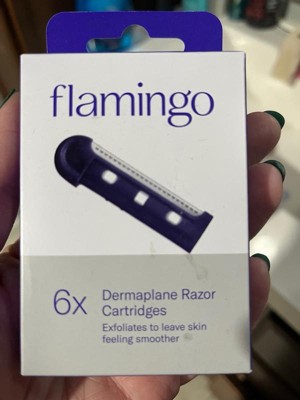 flamingo
6x
Dermaplane Razor
Cartridges
Exfoliates to leave skin
feeling smoother